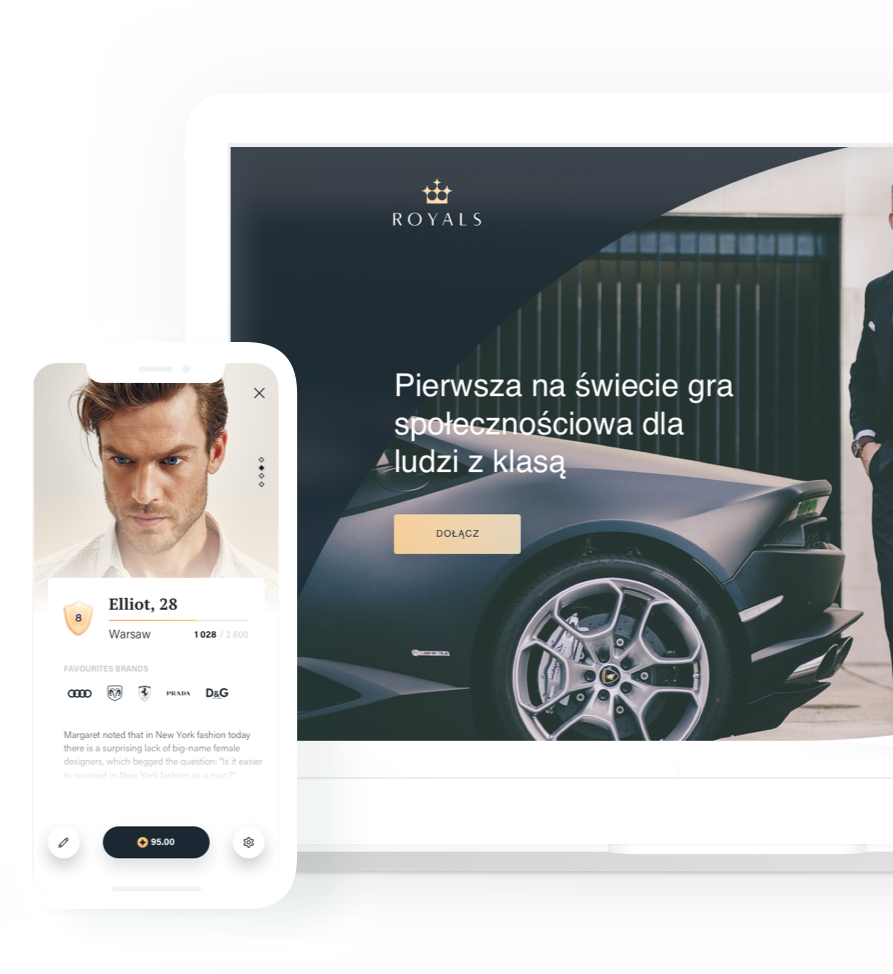 ROYALS
Pierwsza na świecie gra
społecznościowa dla
ludzi z klasą
DOŁĄCZ
Elliot, 28
8
Warsaw
1 028 / 2 600
FAVOURITES BRANDS
PRADA
D&G
Margaret noted that in New York fashion today
there is a surprising lack of big-name female
designers, which begged the question: "Is it easier
to succeed in New York fashion as a man?"
95.00